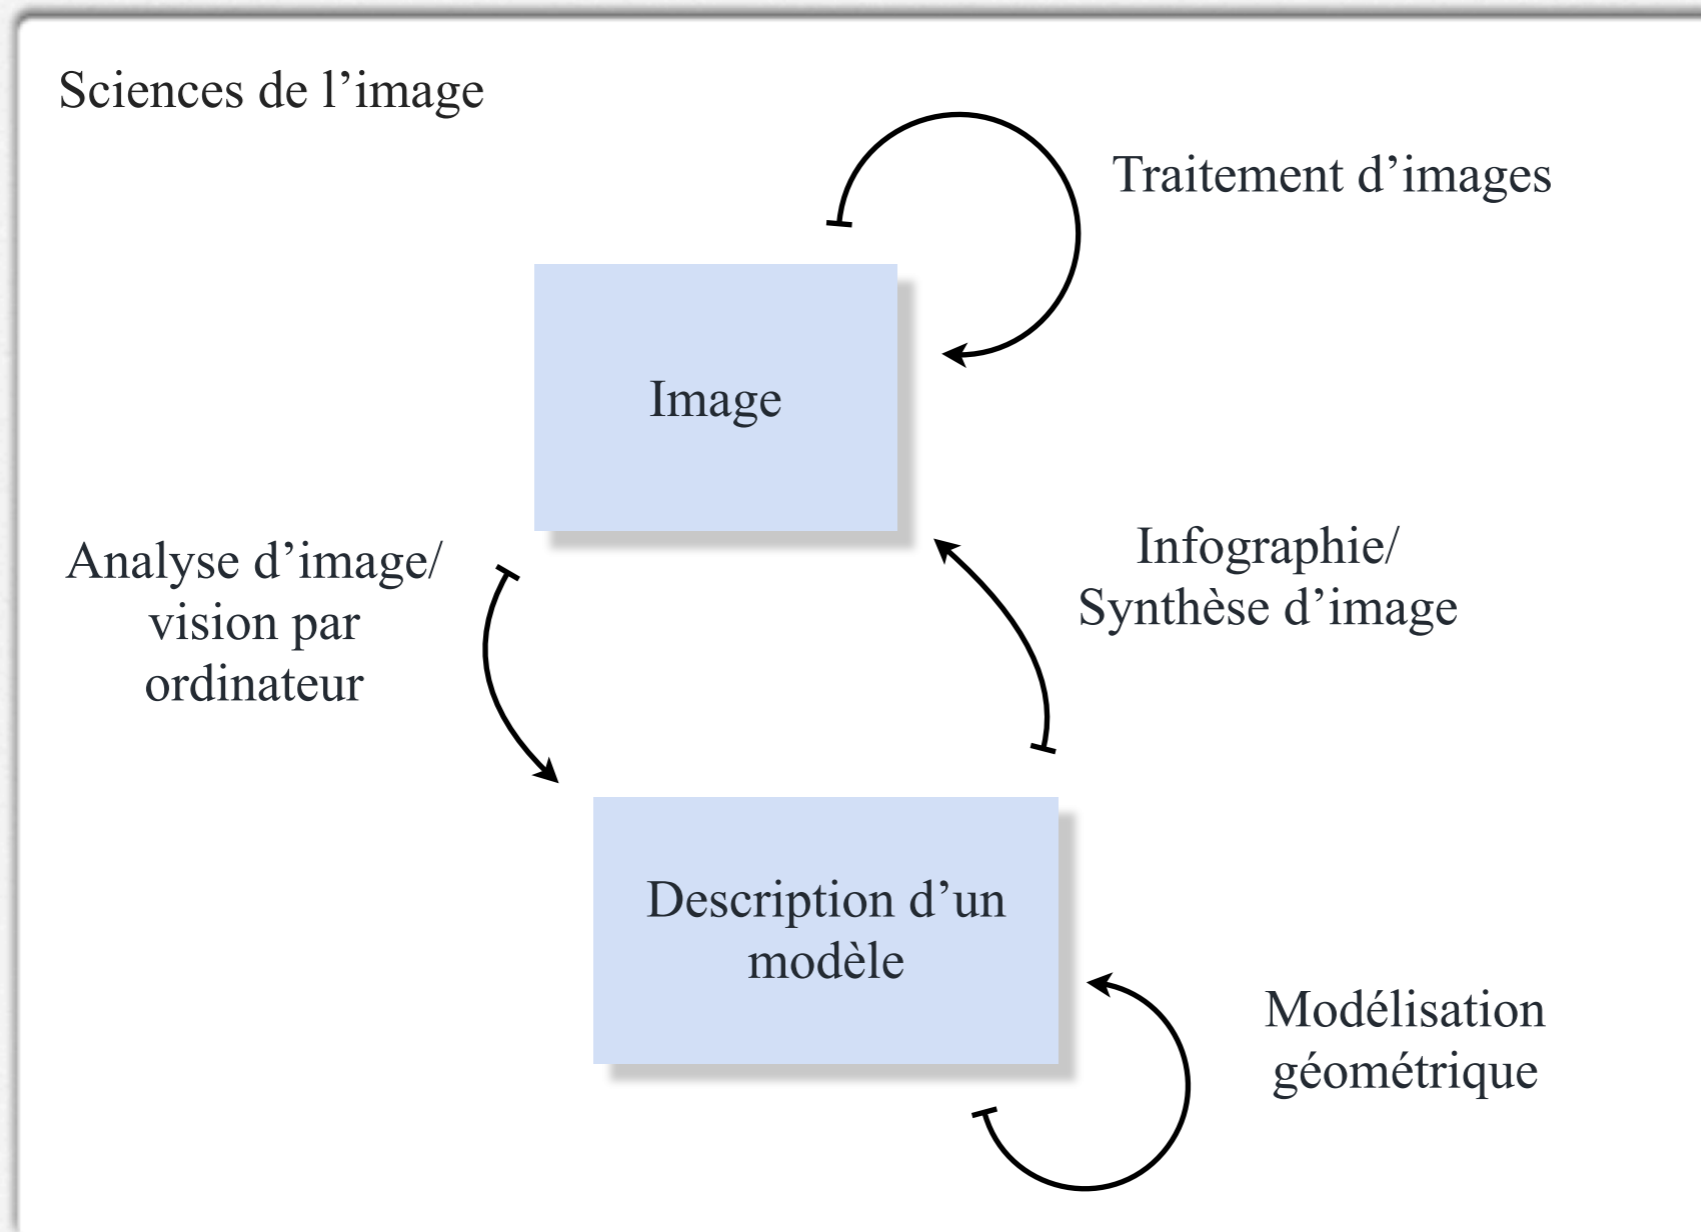 Sciences de l’image
Traitement d’images
Image
Analyse d’image/
vision par
ordinateur
Infographie/
Synthèse d’image
Description d’un
modèle
Modélisation
géométrique